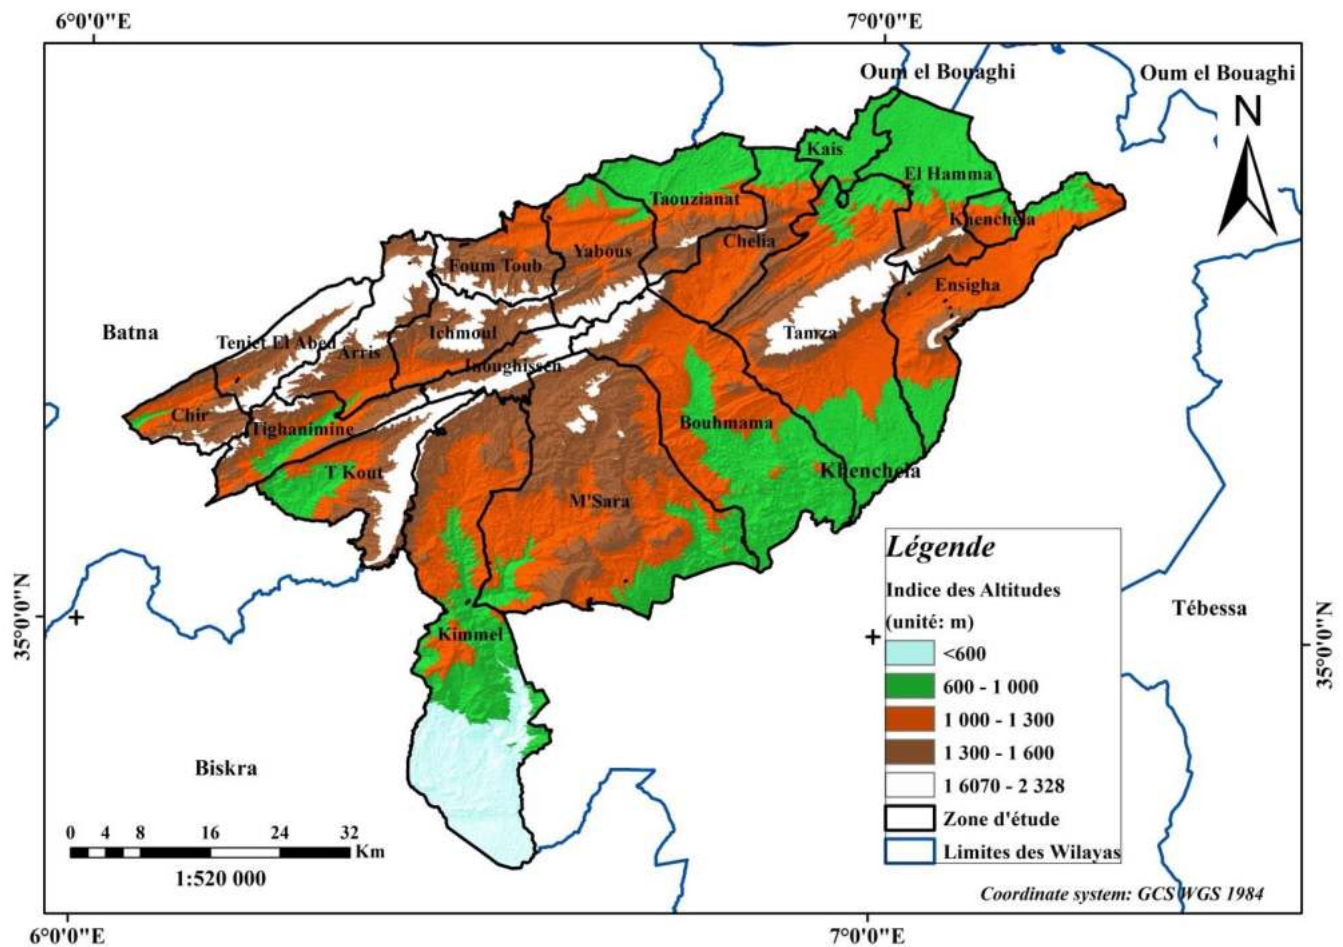 6°0'0"E
7°0'0"E
Oum el Bouaghi
Oum el Bouaghi
N
Kais
El Hamma
Taouzianat
Khenchela
Chelia
Yabous
Foum Toub
Ensigha
Batna
Teniet El Abed
Ichmoul
Tamza
Arris
Inoughissen
Chir
Tighanimine
Bouhmama
T Kout
Khenchela
M'Sara
Légende
Indice des Altitudes
(unité: m)
<600
600 - 1 000
1 000 - 1 300
1 300 - 1 600
1 6070 - 2 328
Zone d'étude
Limites des Wilayas
Tébessa
35°0'0"N
35°0'0"N
Kimmel
Biskra
0 4 8 16 24 32
Km
1:520 000
Coordinate system: GCS WGS 1984
6°0'0"E
7°0'0"E